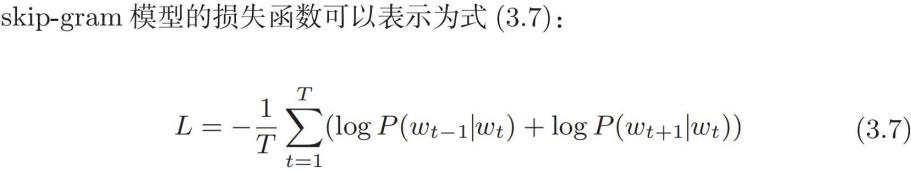 skip-gram 模型的损失函数可以表示为式 (3.7)：
L = -\frac{1}{T} \sum_{t=1}^{T} (\log P(w_{t-1}|w_t) + \log P(w_{t+1}|w_t)) (3.7)